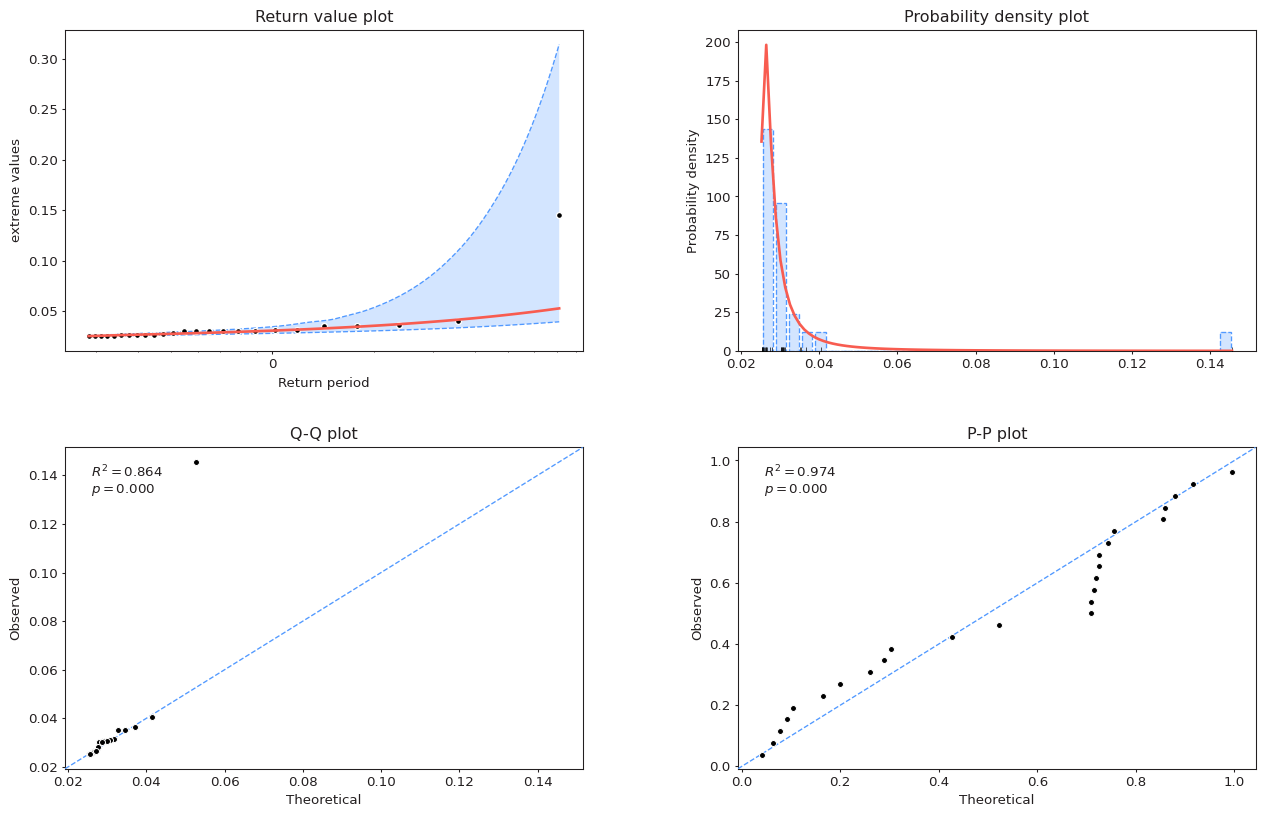 Return value plot
extreme values
0.30
0.25
0.20
0.15
0.10
0.05
0
Return period
Probability density plot
Probability density
200
175
150
125
100
75
50
25
0
0.02 0.04 0.06 0.08 0.10 0.12 0.14
Q-Q plot
R² = 0.864
p = 0.000
Observed
0.14
0.12
0.10
0.08
0.06
0.04
0.02
0.02 0.04 0.06 0.08 0.10 0.12 0.14
Theoretical
P-P plot
R² = 0.974
p = 0.000
Observed
1.0
0.8
0.6
0.4
0.2
0.0
0.0 0.2 0.4 0.6 0.8 1.0
Theoretical